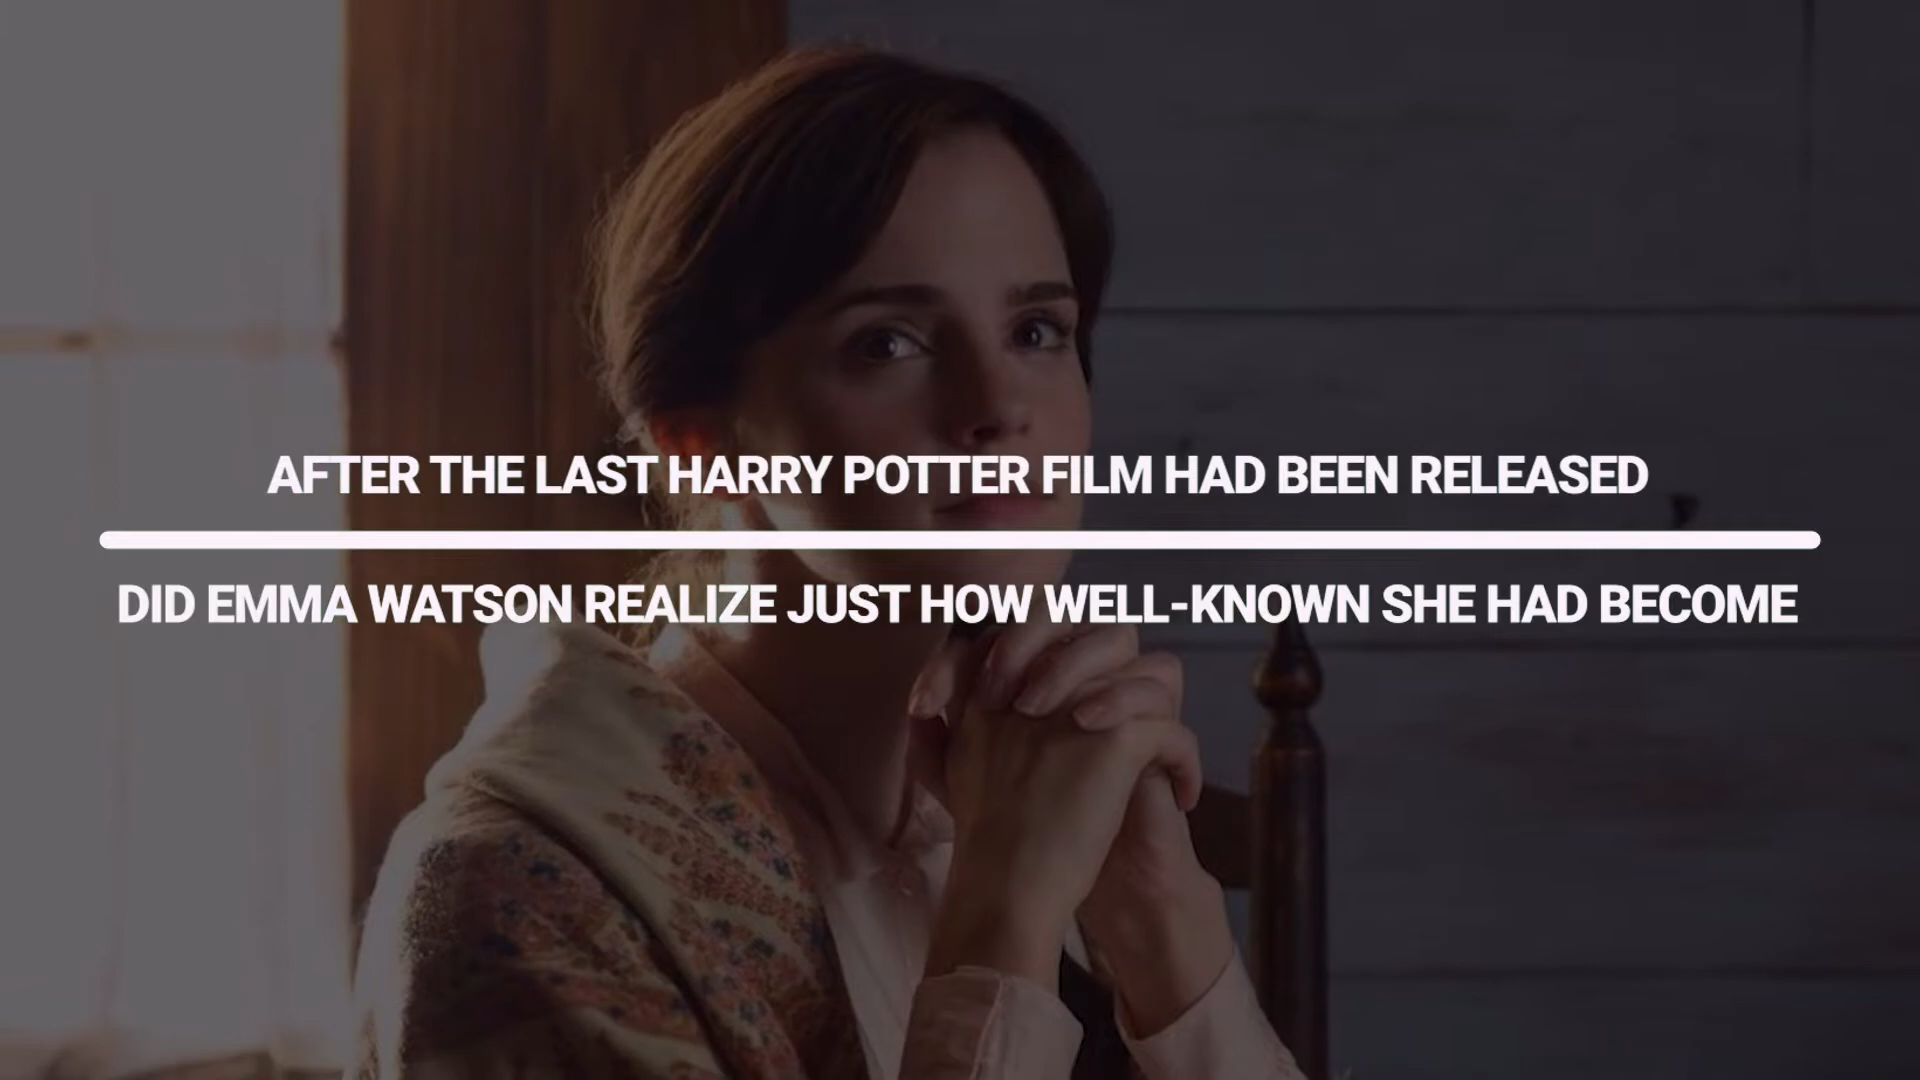 AFTER THE LAST HARRY POTTER FILM HAD BEEN RELEASED
DID EMMA WATSON REALIZE JUST HOW WELL-KNOWN SHE HAD BECOME